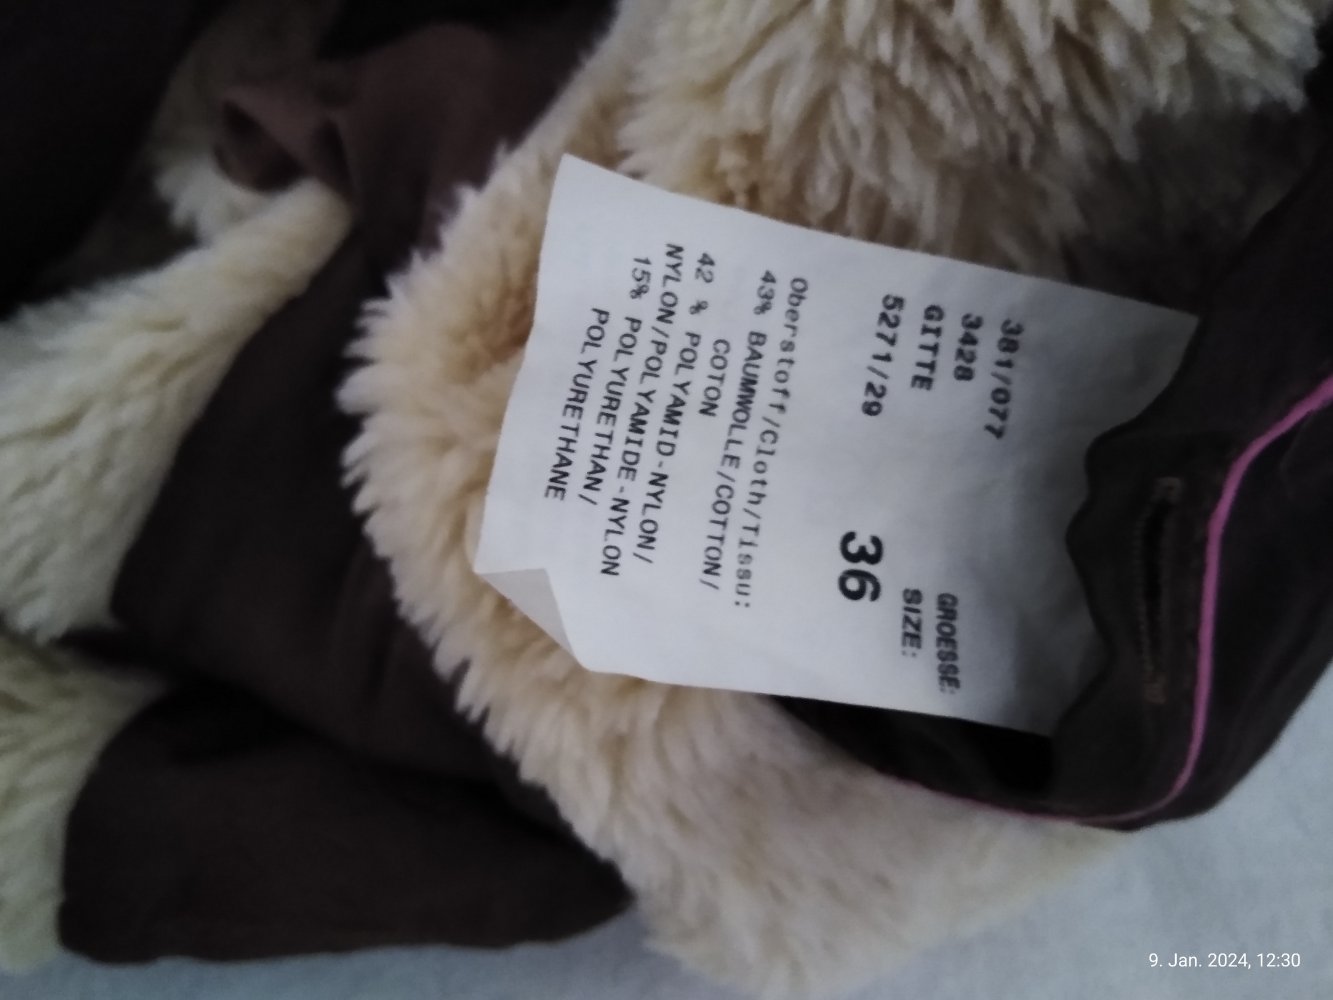 381/077
3428
GITTE
5271/29
GROESSE:
SIZE:
36
Oberstoff/Cloth/Tissu:
43% BAUMWOLLE/COTTON/
COTON
42 % POLYAMID-NYLON/
NYLON/POLYAMIDE-NYLON
15% POLYURETHAN/
POLYURETHANE
9. Jan. 2024, 12:30